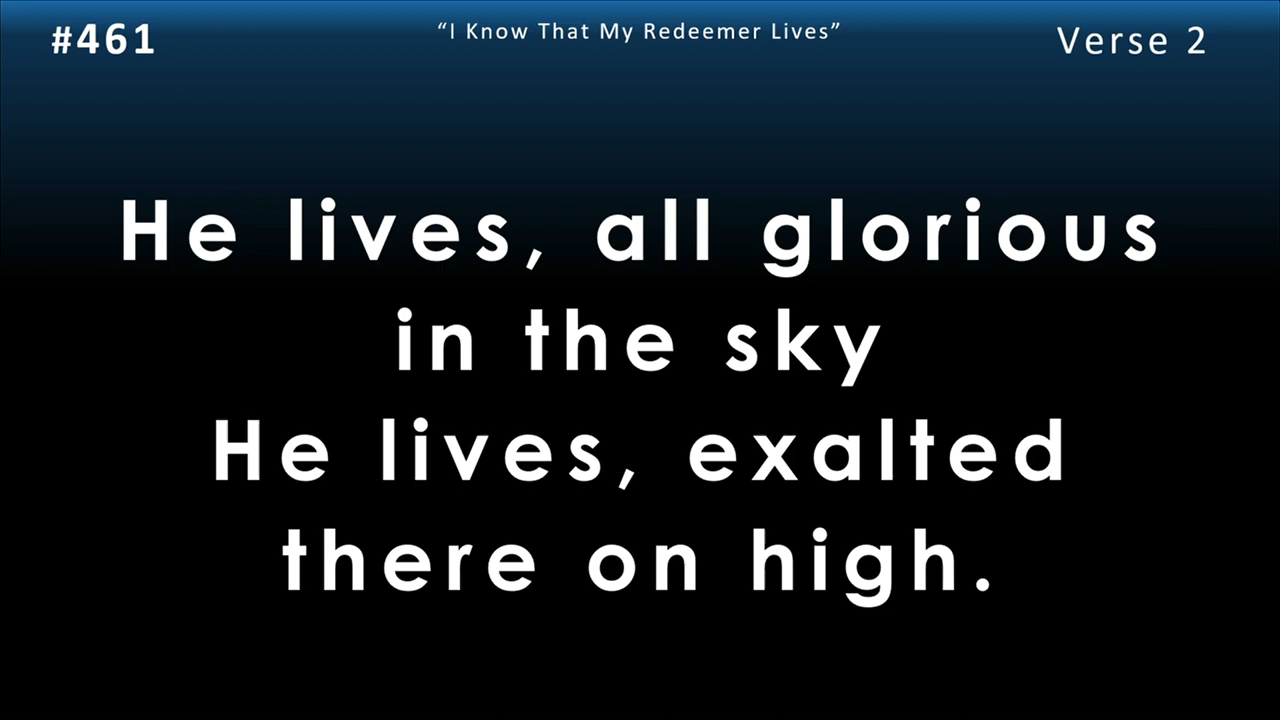 #461
“I Know That My Redeemer Lives”
Verse 2
He lives, all glorious
in the sky
He lives, exalted
there on high.